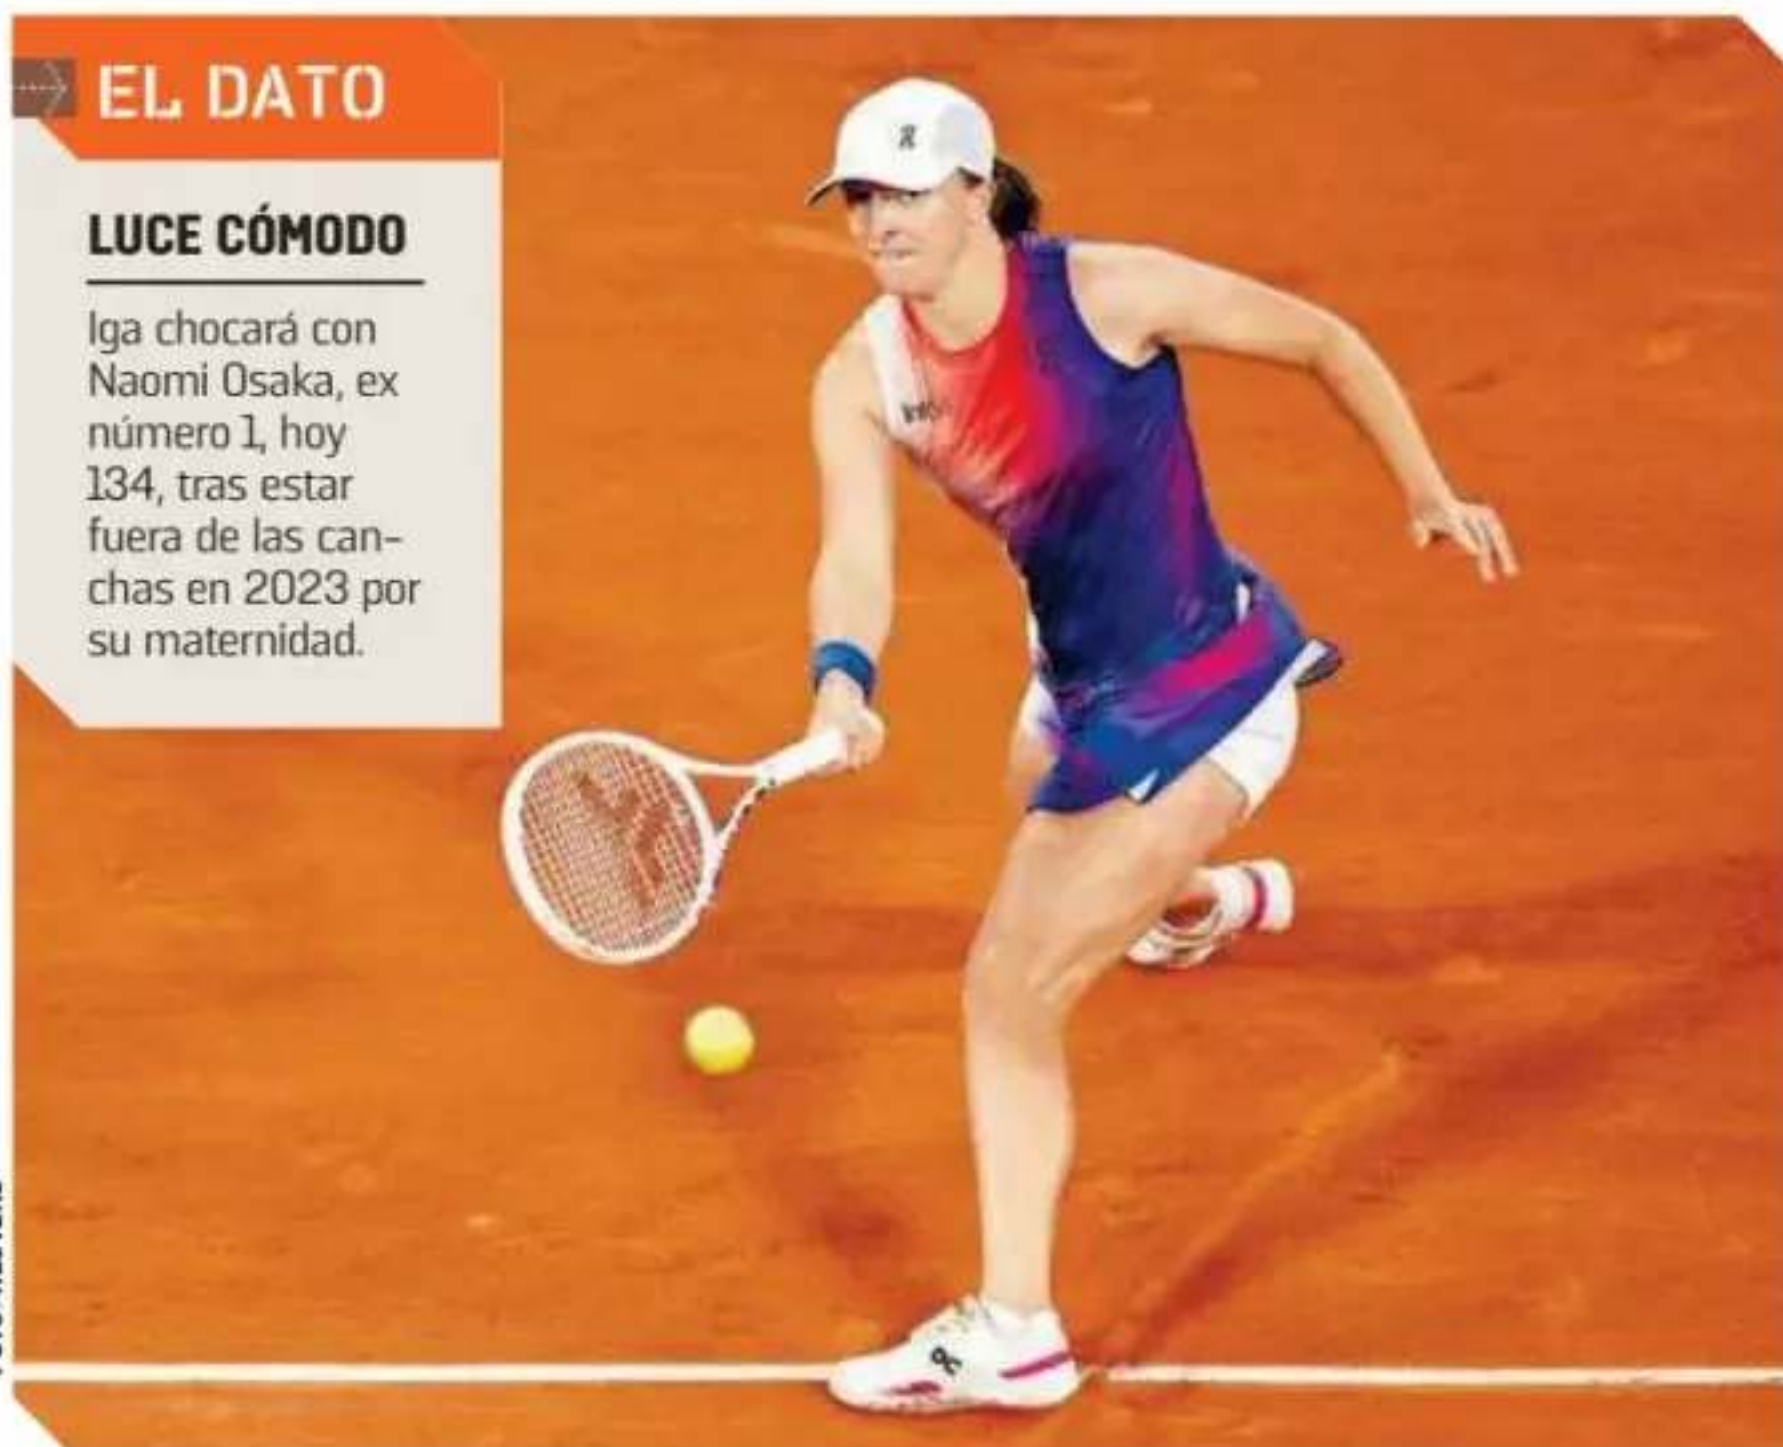 EL DATO
LUCE CÓMODO
Iga chocará con
Naomi Osaka, ex
número 1, hoy
134, tras estar
fuera de las can-
chas en 2023 por
su maternidad.